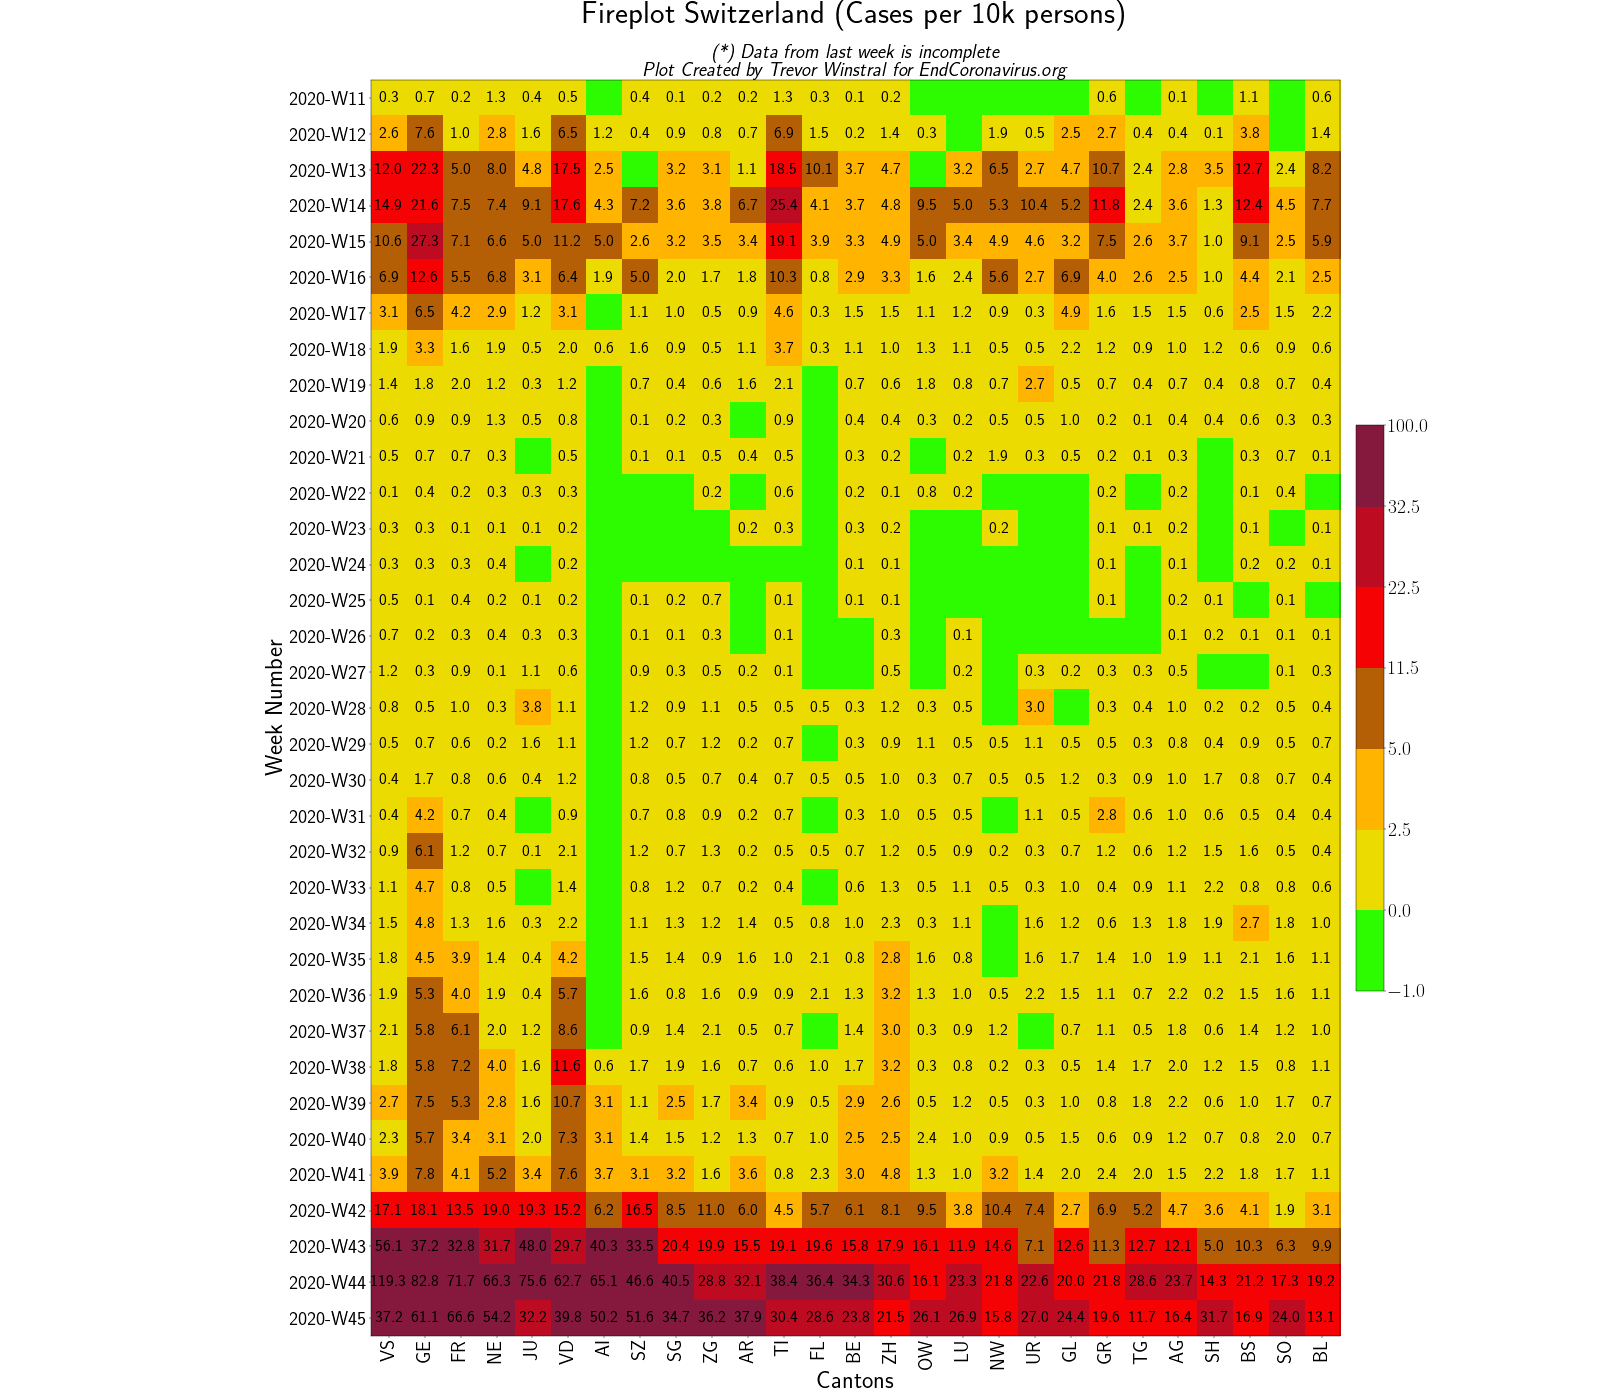 Fireplot Switzerland (Cases per 10k persons)
(*) Data from last week is incomplete
Plot Created by Trevor Winstral for EndCoronavirus.org
2020-W11 0.3 0.7 0.2 1.3 0.4 0.5 0.4 0.1 0.2 0.2 1.3 0.3 0.1 0.2 0.6 0.1 1.1 0.6
2020-W12 2.6 7.6 1.0 2.8 1.6 6.5 1.2 0.4 0.9 0.8 0.7 6.9 1.5 0.2 1.4 0.3 1.9 0.5 2.5 2.7 0.4 0.4 0.1 3.8 1.4
2020-W13 12.0 22.3 5.0 8.0 4.8 17.5 2.5 3.2 3.1 1.1 18.5 10.1 3.7 4.7 3.2 6.5 2.7 4.7 10.7 2.4 2.8 3.5 12.7 2.4 8.2
2020-W14 14.9 21.6 7.5 7.4 9.1 17.6 4.3 7.2 3.6 3.8 6.7 25.4 4.1 3.7 4.8 9.5 5.0 5.3 10.4 5.2 11.8 2.4 3.6 1.3 12.4 4.5 7.7
2020-W15 10.6 27.3 7.1 6.6 5.0 11.2 5.0 2.6 3.2 3.5 3.4 19.1 3.9 3.3 4.9 5.0 3.4 4.9 4.6 3.2 7.5 2.6 3.7 1.0 9.1 2.5 5.9
2020-W16 6.9 12.6 5.5 6.8 3.1 6.4 1.9 5.0 2.0 1.7 1.8 10.3 0.8 2.9 3.3 1.6 2.4 5.6 2.7 6.9 4.0 2.6 2.5 1.0 4.4 2.1 2.5
2020-W17 3.1 6.5 4.2 2.9 1.2 3.1 1.1 1.0 0.5 0.9 4.6 0.3 1.5 1.5 1.1 1.2 0.9 0.3 4.9 1.6 1.5 1.5 0.6 2.5 1.5 2.2
2020-W18 1.9 3.3 1.6 1.9 0.5 2.0 0.6 1.6 0.9 0.5 1.1 3.7 0.3 1.1 1.0 1.3 1.1 0.5 0.5 2.2 1.2 0.9 1.0 1.2 0.6 0.9 0.6
2020-W19 1.4 1.8 2.0 1.2 0.3 1.2 0.7 0.4 0.6 1.6 2.1 0.7 0.6 1.8 0.8 0.7 2.7 0.5 0.7 0.4 0.7 0.4 0.8 0.7 0.4
2020-W20 0.6 0.9 0.9 1.3 0.5 0.8 0.1 0.2 0.3 0.9 0.4 0.4 0.3 0.2 0.5 0.5 1.0 0.2 0.1 0.4 0.4 0.6 0.3 0.3
2020-W21 0.5 0.7 0.7 0.3 0.5 0.1 0.1 0.5 0.4 0.5 0.3 0.2 0.2 1.9 0.3 0.5 0.2 0.1 0.3 0.3 0.7 0.1
2020-W22 0.1 0.4 0.2 0.3 0.3 0.3 0.2 0.6 0.2 0.1 0.8 0.2 0.2 0.2 0.1 0.4
2020-W23 0.3 0.3 0.1 0.1 0.1 0.2 0.2 0.3 0.3 0.2 0.2 0.1 0.1 0.2 0.1 0.1
2020-W24 0.3 0.3 0.3 0.4 0.2 0.1 0.1 0.1 0.1 0.2 0.2 0.1
2020-W25 0.5 0.1 0.4 0.2 0.1 0.2 0.1 0.2 0.7 0.1 0.1 0.1 0.1 0.2 0.1 0.1
2020-W26 0.7 0.2 0.3 0.4 0.3 0.3 0.1 0.1 0.3 0.1 0.3 0.1 0.1 0.2 0.1 0.1 0.1
2020-W27 1.2 0.3 0.9 0.1 1.1 0.6 0.9 0.3 0.5 0.2 0.1 0.5 0.2 0.3 0.2 0.3 0.3 0.5 0.1 0.3
2020-W28 0.8 0.5 1.0 0.3 3.8 1.1 1.2 0.9 1.1 0.5 0.5 0.5 0.3 1.2 0.3 0.5 3.0 0.3 0.4 1.0 0.2 0.2 0.5 0.4
2020-W29 0.5 0.7 0.6 0.2 1.6 1.1 1.2 0.7 1.2 0.2 0.7 0.3 0.9 1.1 0.5 0.5 1.1 0.5 0.5 0.3 0.8 0.4 0.9 0.5 0.7
2020-W30 0.4 1.7 0.8 0.6 0.4 1.2 0.8 0.5 0.7 0.4 0.7 0.5 0.5 1.0 0.3 0.7 0.5 0.5 1.2 0.3 0.9 1.0 1.7 0.8 0.7 0.4
2020-W31 0.4 4.2 0.7 0.4 0.9 0.7 0.8 0.9 0.2 0.7 0.3 1.0 0.5 0.5 1.1 0.5 2.8 0.6 1.0 0.6 0.5 0.4 0.4
2020-W32 0.9 6.1 1.2 0.7 0.1 2.1 1.2 0.7 1.3 0.2 0.5 0.5 0.7 1.2 0.5 0.9 0.2 0.3 0.7 1.2 0.6 1.2 1.5 1.6 0.5 0.4
2020-W33 1.1 4.7 0.8 0.5 1.4 0.8 1.2 0.7 0.2 0.4 0.6 1.3 0.5 1.1 0.5 0.3 1.0 0.4 0.9 1.1 2.2 0.8 0.8 0.6
2020-W34 1.5 4.8 1.3 1.6 0.3 2.2 1.1 1.3 1.2 1.4 0.5 0.8 1.0 2.3 0.3 1.1 1.6 1.2 0.6 1.3 1.8 1.9 2.7 1.8 1.0
2020-W35 1.8 4.5 3.9 1.4 0.4 4.2 1.5 1.4 0.9 1.6 1.0 2.1 0.8 2.8 1.6 0.8 1.6 1.7 1.4 1.0 1.9 1.1 2.1 1.6 1.1
2020-W36 1.9 5.3 4.0 1.9 0.4 5.7 1.6 0.8 1.6 0.9 0.9 2.1 1.3 3.2 1.3 1.0 0.5 2.2 1.5 1.1 0.7 2.2 0.2 1.5 1.6 1.1
2020-W37 2.1 5.8 6.1 2.0 1.2 8.6 0.9 1.4 2.1 0.5 0.7 1.4 3.0 0.3 0.9 1.2 0.7 1.1 0.5 1.8 0.6 1.4 1.2 1.0
2020-W38 1.8 5.8 7.2 4.0 1.6 11.6 0.6 1.7 1.9 1.6 0.7 0.6 1.0 1.7 3.2 0.3 0.8 0.2 0.3 0.5 1.4 1.7 2.0 1.2 1.5 0.8 1.1
2020-W39 2.7 7.5 5.3 2.8 1.6 10.7 3.1 1.1 2.5 1.7 3.4 0.9 0.5 2.9 2.6 0.5 1.2 0.5 0.3 1.0 0.8 1.8 2.2 0.6 1.0 1.7 0.7
2020-W40 2.3 5.7 3.4 3.1 2.0 7.3 3.1 1.4 1.5 1.2 1.3 0.7 1.0 2.5 2.5 2.4 1.0 0.9 0.5 1.5 0.6 0.9 1.2 0.7 0.8 2.0 0.7
2020-W41 3.9 7.8 4.1 5.2 3.4 7.6 3.7 3.1 3.2 1.6 3.6 0.8 2.3 3.0 4.8 1.3 1.0 3.2 1.4 2.0 2.4 2.0 1.5 2.2 1.8 1.7 1.1
2020-W42 17.1 18.1 13.5 19.0 19.3 15.2 6.2 16.5 8.5 11.0 6.0 4.5 5.7 6.1 8.1 9.5 3.8 10.4 7.4 2.7 6.9 5.2 4.7 3.6 4.1 1.9 3.1
2020-W43 56.1 37.2 32.8 31.7 48.0 29.7 40.3 33.5 20.4 19.9 15.5 19.1 19.6 15.8 17.9 16.1 11.9 14.6 7.1 12.6 11.3 12.7 12.1 5.0 10.3 6.3 9.9
2020-W44 119.3 82.8 71.7 66.3 75.6 62.7 65.1 46.6 40.5 28.8 32.1 38.4 36.4 34.3 30.6 16.1 23.3 21.8 22.6 20.0 21.8 28.6 23.7 14.3 21.2 17.3 19.2
2020-W45 37.2 61.1 66.6 54.2 32.2 39.8 50.2 51.6 34.7 36.2 37.9 30.4 28.6 23.8 21.5 26.1 26.9 15.8 27.0 24.4 19.6 11.7 16.4 31.7 16.9 24.0 13.1
VS GE FR NE JU VD AI SZ SG ZG AR TI FL BE ZH OW LU NW UR GL GR TG AG SH BS SO BL
Cantons
Week Number
100.0
32.5
22.5
11.5
5.0
2.5
0.0
−1.0